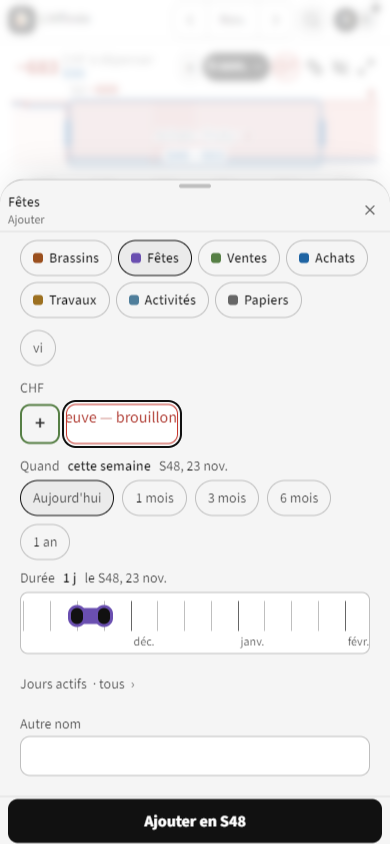 Fêtes
Ajouter
×
Brassins
Fêtes
Ventes
Achats
Travaux
Activités
Papiers
vi
CHF
+
euve — brouillon
Quand cette semaine S48, 23 nov.
Aujourd'hui
1 mois
3 mois
6 mois
1 an
Durée 1 j le S48, 23 nov.
déc.
janv.
févr.
Jours actifs · tous ›
Autre nom
Ajouter en S48